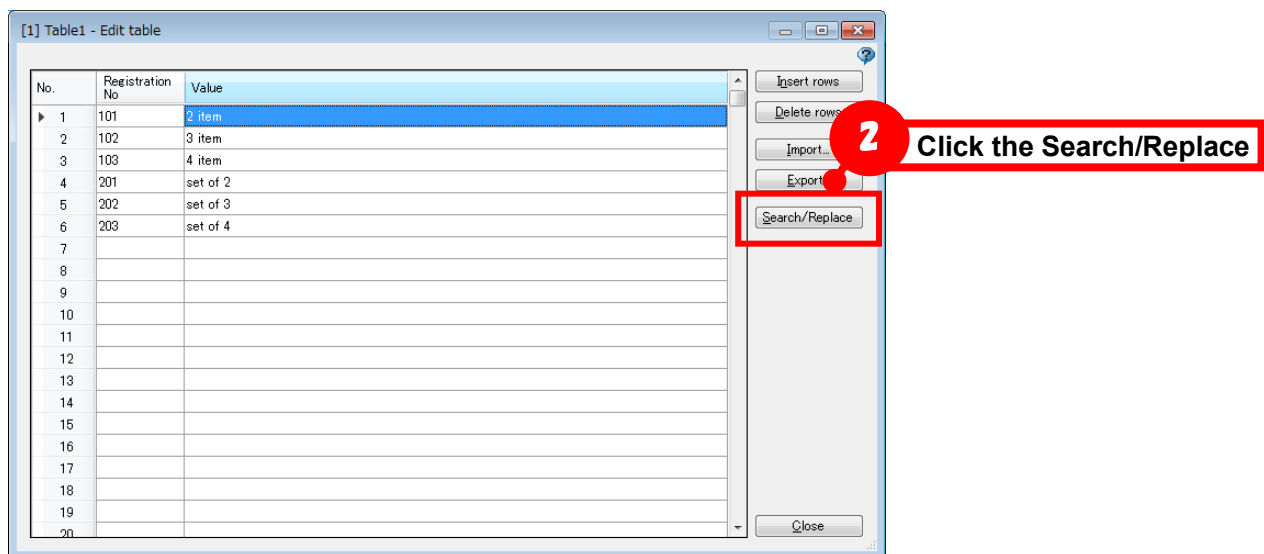 [1] Table1 - Edit table
No. Registration No Value
1 101 2 item
2 102 3 item
3 103 4 item
4 201 set of 2
5 202 set of 3
6 203 set of 4
7
8
9
10
11
12
13
14
15
16
17
18
19
20
Insert rows
Delete rows
Import...
Export
Search/Replace
Close
2 Click the Search/Replace